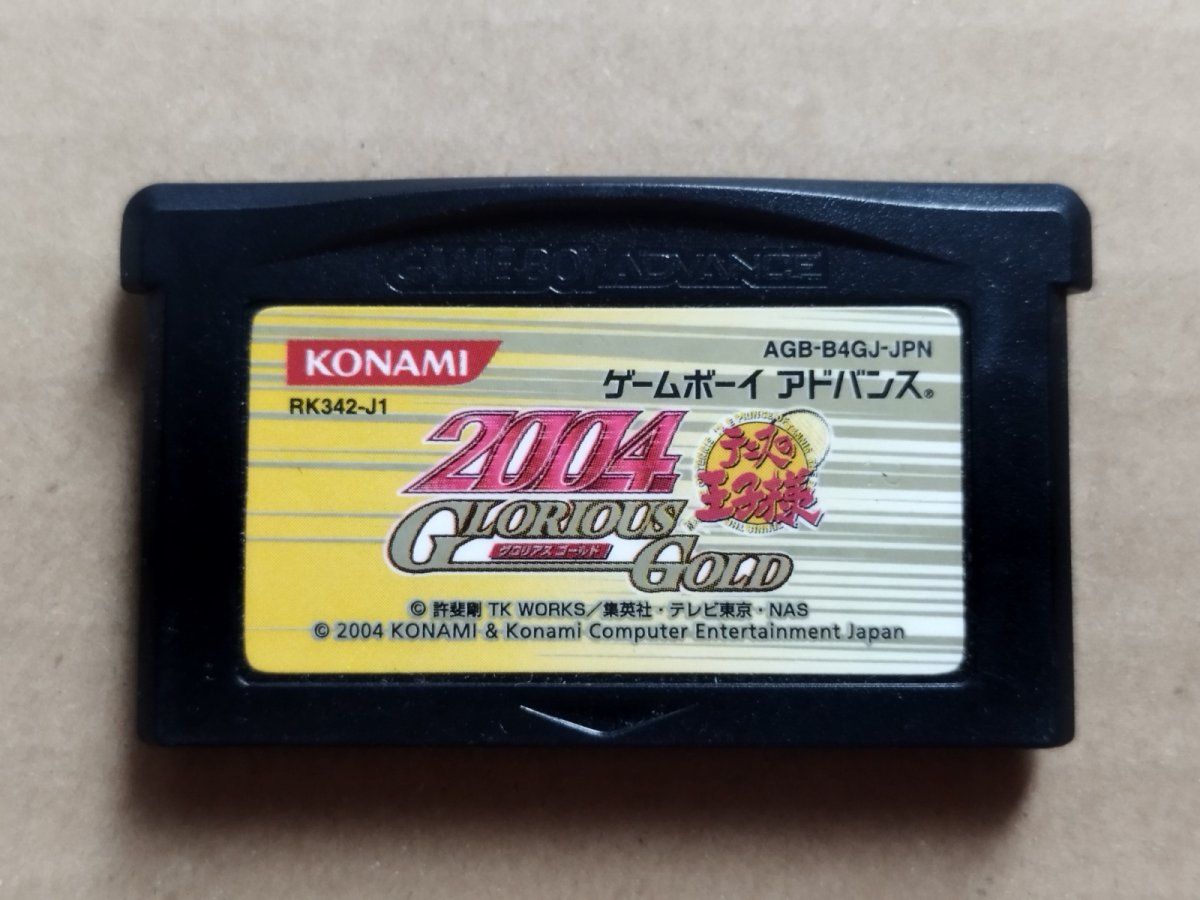 GAME BOY ADVANCE
KONAMI
AGB-B4GJ-JPN
ゲームボーイ アドバンス®
RK342-J1
2004
テニスの
王子様
GLORIOUS
グロリアス ゴールド
GOLD
© 許斐剛 TK WORKS／集英社・テレビ東京・NAS
© 2004 KONAMI & Konami Computer Entertainment Japan